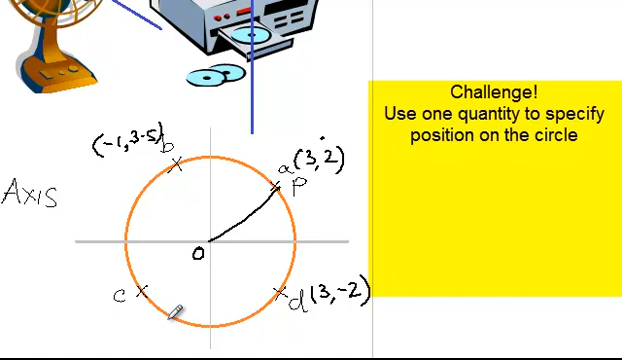 Challenge!
Use one quantity to specify
position on the circle
(-1, 3.5) b
a (3, 2)
p
Axis
o
c
d (3, -2)